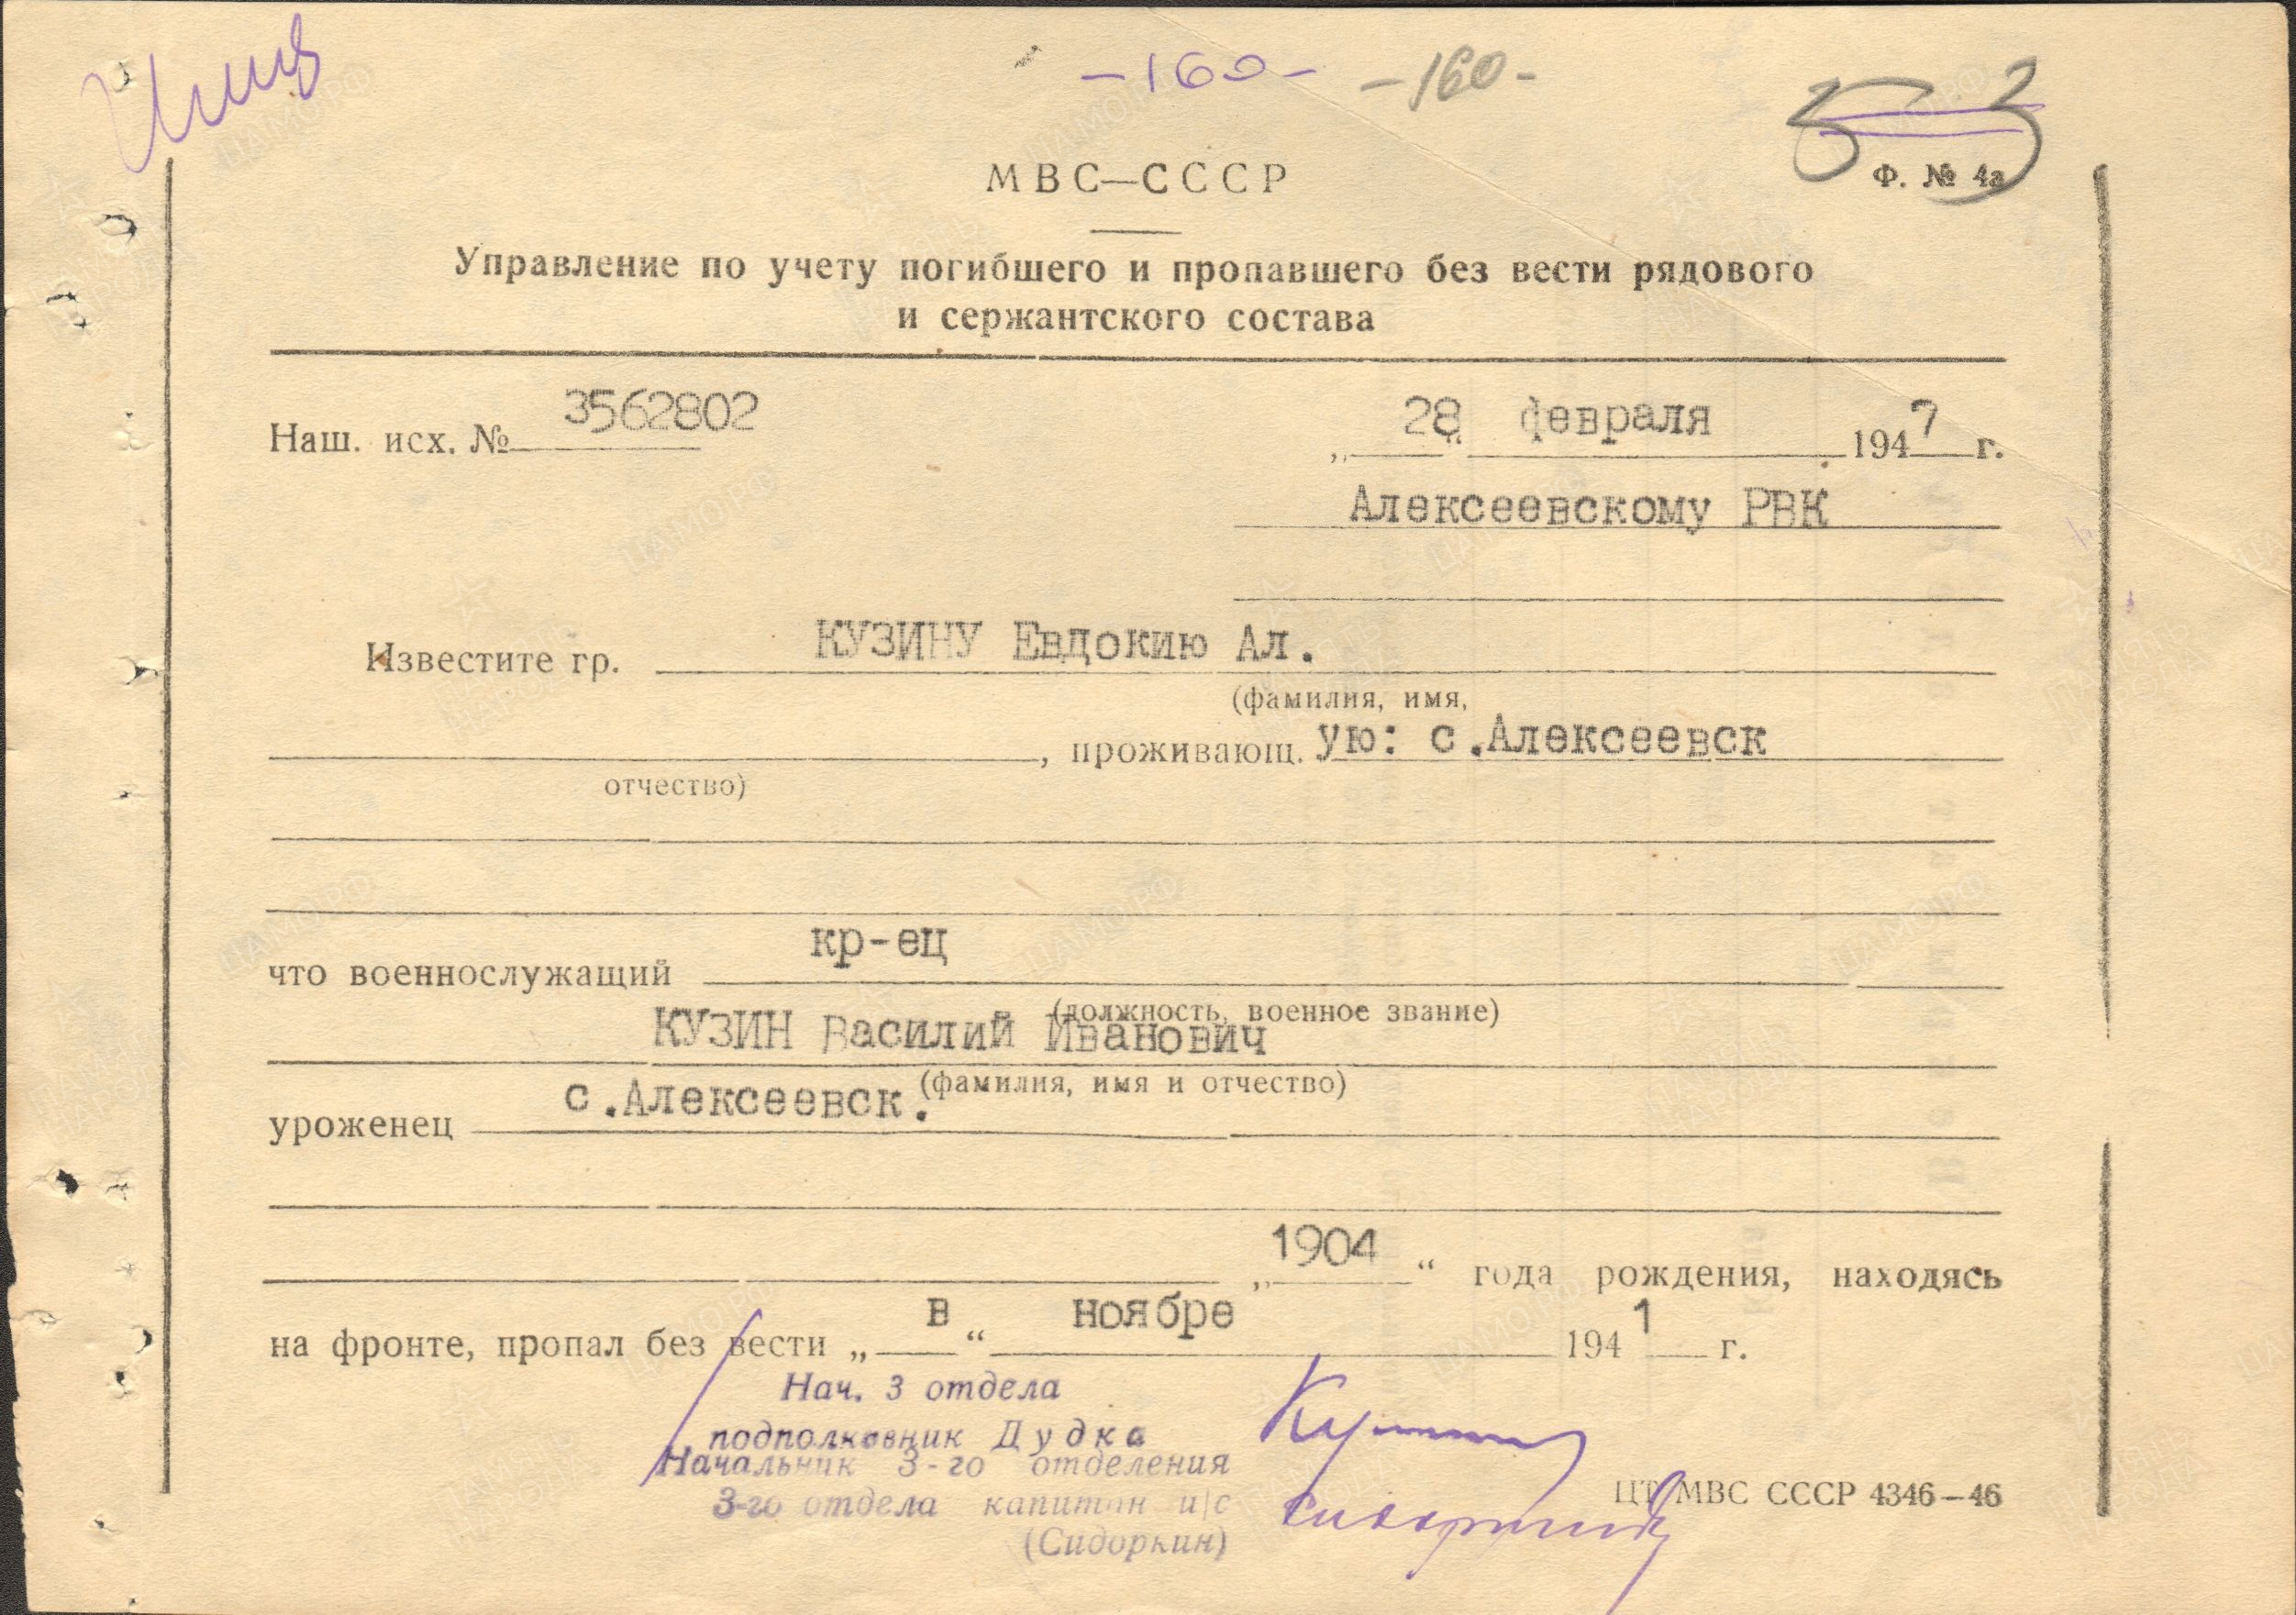 -160- -160-
МВС—СССР
Ф. № 4а
Управление по учету погибшего и пропавшего без вести рядового
и сержантского состава
Наш. исх. № 3562802
„ 28 “ февраля 1947 г.
Алексеевскому РВК
Известите гр. КУЗИНУ Евдокию Ал.
(фамилия, имя,
, проживающ. ую: с.Алексеевск
отчество)
что военнослужащий кр-ец
(должность, военное звание)
КУЗИН Василий Иванович
(фамилия, имя и отчество)
уроженец с.Алексеевск.
„ 1904 “ года рождения, находясь
на фронте, пропал без вести „ в “ ноябре 1941 г.
Нач. 3 отдела
подполковник Дудка
Начальник 3-го отделения
3-го отдела капитан и/с
(Сидоркин)
ЦТ МВС СССР 4346—46